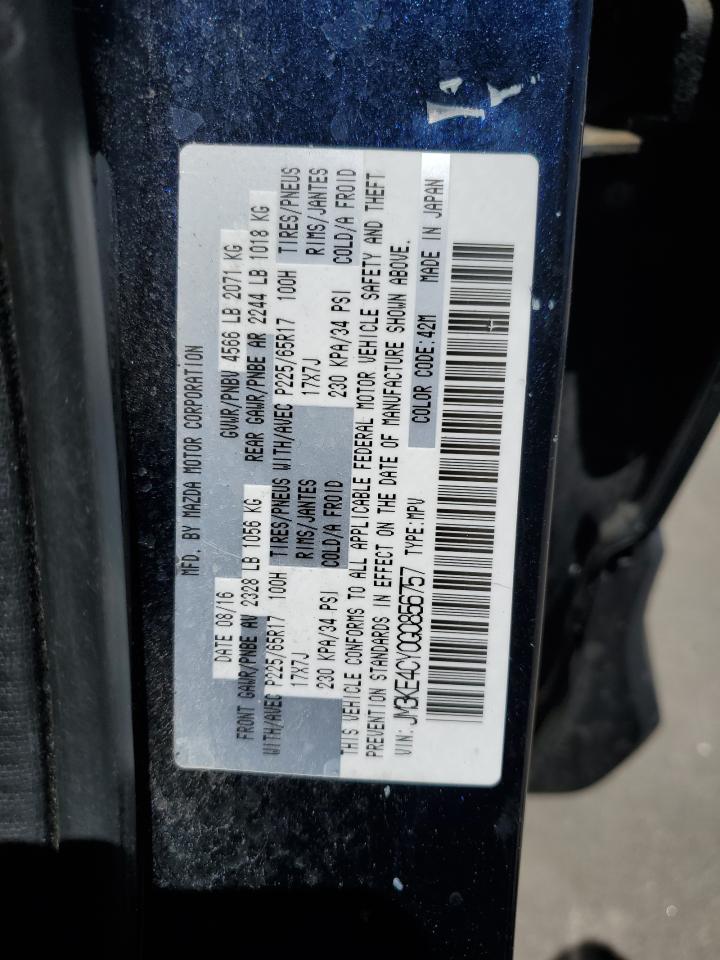 MFD. BY MAZDA MOTOR CORPORATION
DATE 08/16 GVWR/PNBV 4566 LB 2071 KG
FRONT GAWR/PNBE AV 2328 LB 1056 KG REAR GAWR/PNBE AR 2244 LB 1018 KG
WITH/AVEC P225/65R17 100H TIRES/PNEUS WITH/AVEC P225/65R17 100H TIRES/PNEUS
17X7J RIMS/JANTES 17X7J RIMS/JANTES
230 KPA/34 PSI COLD/A FROID 230 KPA/34 PSI COLD/A FROID
THIS VEHICLE CONFORMS TO ALL APPLICABLE FEDERAL MOTOR VEHICLE SAFETY AND THEFT
PREVENTION STANDARDS IN EFFECT ON THE DATE OF MANUFACTURE SHOWN ABOVE.
VIN: JM3KE4CY0G0856757 TYPE:MPV COLOR CODE:42M MADE IN JAPAN